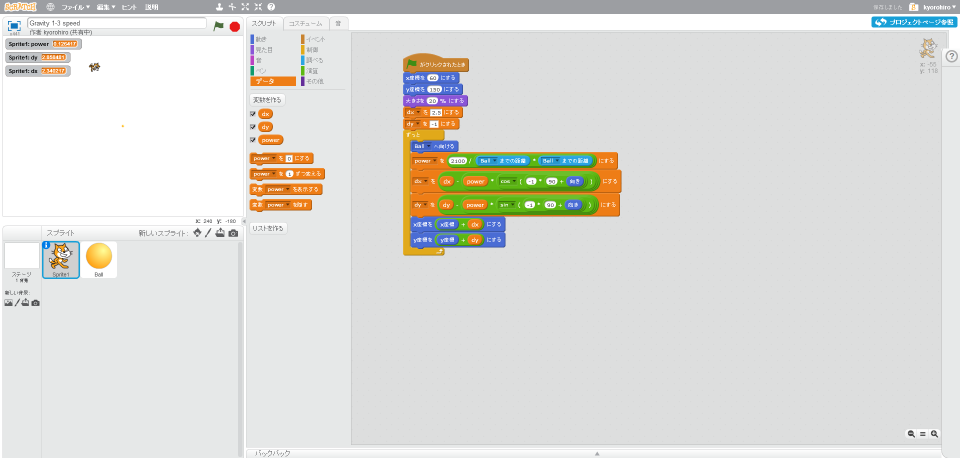 SCRATCH ファイル▼ 編集▼ ヒント 説明 保存しました kyorohiro▼
Gravity 1-3 speed
作者 kyorohiro (共有中)
Sprite1: power
Sprite1: dy
Sprite1: dx
x: 240 y: -180
スプライト 新しいスプライト:
ステージ
1 背景
新しい背景:
Sprite1
Ball
スクリプト コスチューム 音
プロジェクトページ参照
動き イベント
見た目 制御
音 調べる
ペン 演算
データ その他
変数を作る
dx
dy
power
power を 0 にする
power を 1 ずつ変える
変数 power を表示する
変数 power を隠す
リストを作る
がクリックされたとき
x座標を 60 にする
y座標を 150 にする
大きさを 20 % にする
dx を 2.5 にする
dy を -1 にする
ずっと
Ball へ向ける
power を 2100 / Ball までの距離 * Ball までの距離 にする
dx を dx - power * cos ( -1 * 90 + 向き ) にする
dy を dy - power * sin ( -1 * 90 + 向き ) にする
x座標を x座標 + dx にする
y座標を y座標 + dy にする
x: -55
y: 116
バックパック